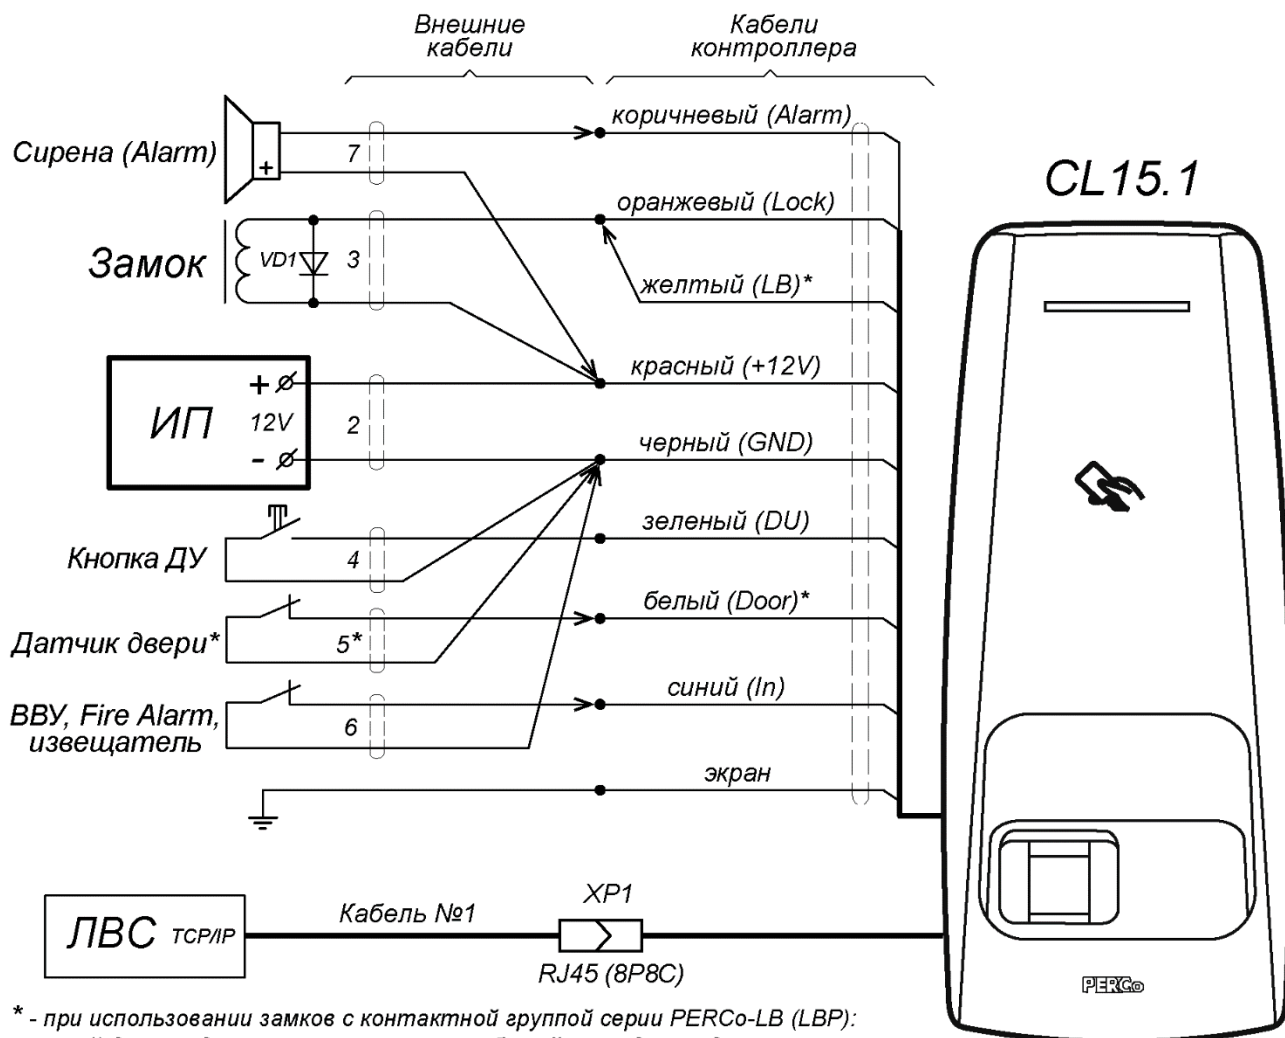 Внешние
кабели
Кабели
контроллера
коричневый (Alarm)
Сирена (Alarm)
+
7
CL15.1
оранжевый (Lock)
Замок
VD1
3
желтый (LB)*
красный (+12V)
+
ИП
12V
2
-
черный (GND)
зеленый (DU)
Кнопка ДУ
4
белый (Door)*
Датчик двери*
5*
синий (In)
ВВУ, Fire Alarm,
извещатель
6
экран
XP1
ЛВС TCP/IP
Кабель №1
RJ45 (8P8C)
PERCo
* - при использовании замков с контактной группой серии PERCo-LB (LBP):